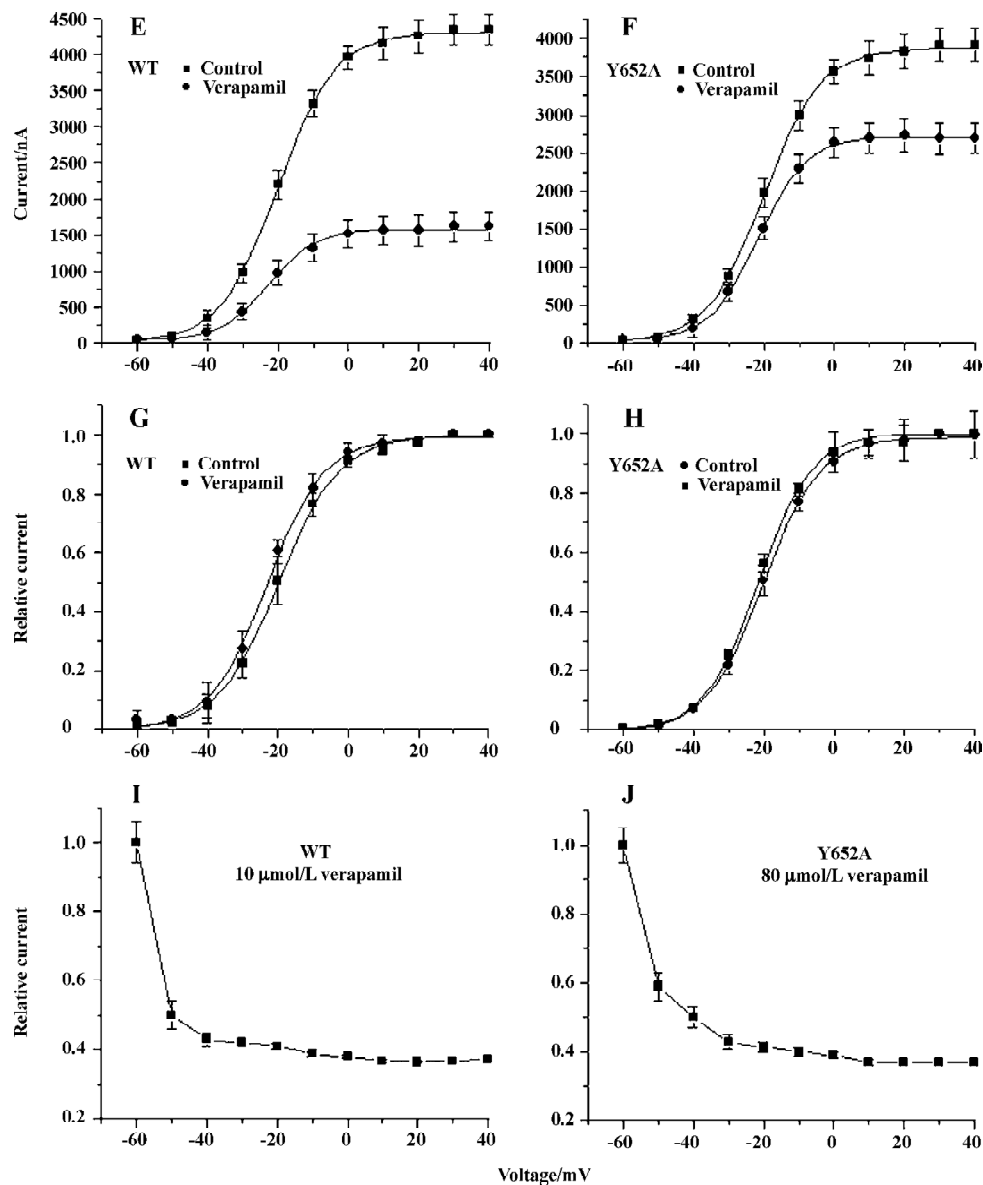 E
WT
Control
Verapamil
4500
4000
3500
3000
2500
2000
1500
1000
500
0
Current/nA
-60 -40 -20 0 20 40
F
Y652A
Control
Verapamil
4000
3500
3000
2500
2000
1500
1000
500
0
-60 -40 -20 0 20 40
G
WT
Control
Verapamil
1.0
0.8
0.6
0.4
0.2
0
Relative current
-60 -40 -20 0 20 40
H
Y652A
Control
Verapamil
1.0
0.8
0.6
0.4
0.2
0
-60 -40 -20 0 20 40
I
WT
10 μmol/L verapamil
1.0
0.8
0.6
0.4
0.2
Relative current
-60 -40 -20 0 20 40
J
Y652A
80 μmol/L verapamil
1.0
0.8
0.6
0.4
0.2
-60 -40 -20 0 20 40
Voltage/mV